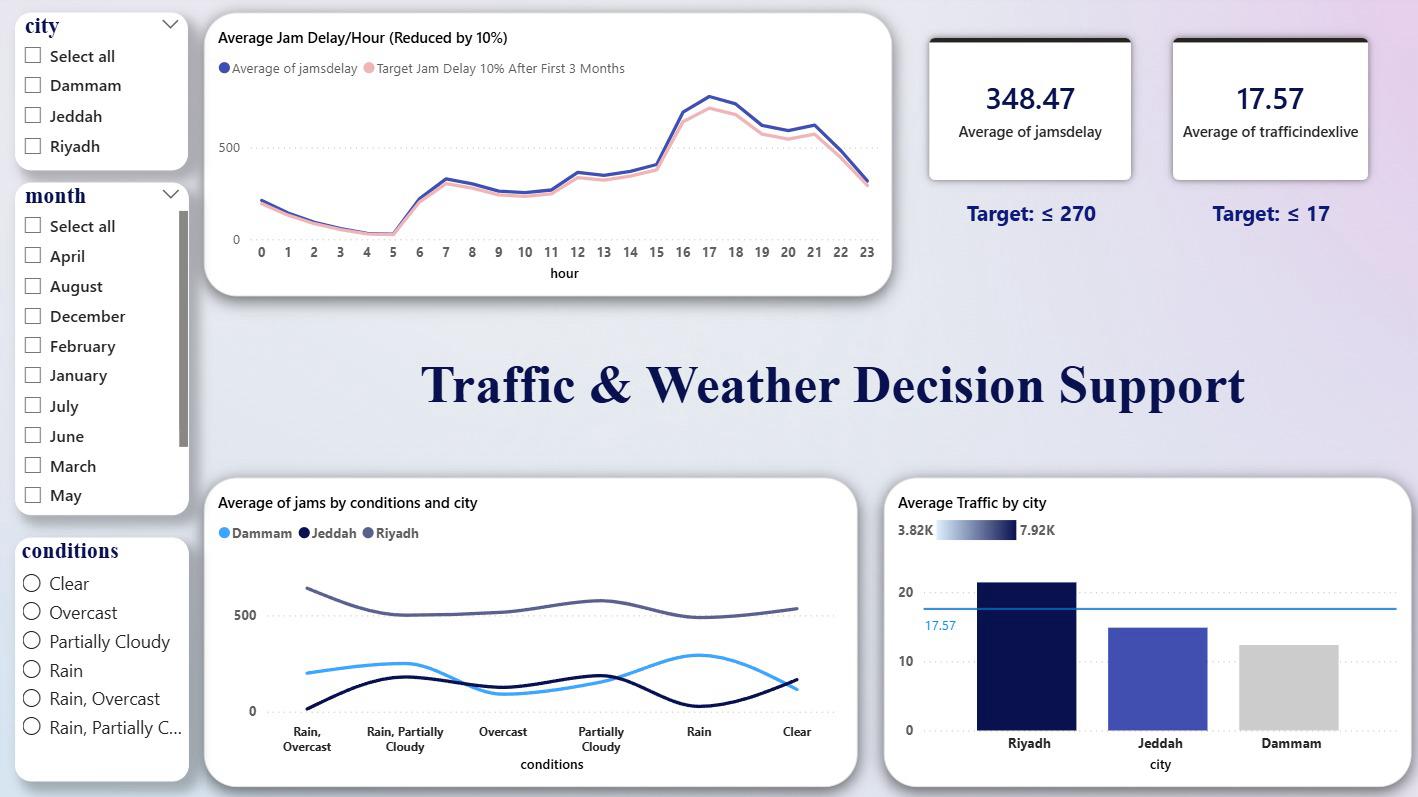 city
Select all
Dammam
Jeddah
Riyadh
month
Select all
April
August
December
February
January
July
June
March
May
conditions
Clear
Overcast
Partially Cloudy
Rain
Rain, Overcast
Rain, Partially C...
Average Jam Delay/Hour (Reduced by 10%)
Average of jamsdelay Target Jam Delay 10% After First 3 Months
500
0
0 1 2 3 4 5 6 7 8 9 10 11 12 13 14 15 16 17 18 19 20 21 22 23
hour
348.47
Average of jamsdelay
Target: ≤ 270
17.57
Average of trafficindexlive
Target: ≤ 17
Traffic & Weather Decision Support
Average of jams by conditions and city
Dammam Jeddah Riyadh
500
0
Rain, Overcast
Rain, Partially Cloudy
Overcast
Partially Cloudy
Rain
Clear
conditions
Average Traffic by city
3.82K 7.92K
20
17.57
10
0
Riyadh Jeddah Dammam
city